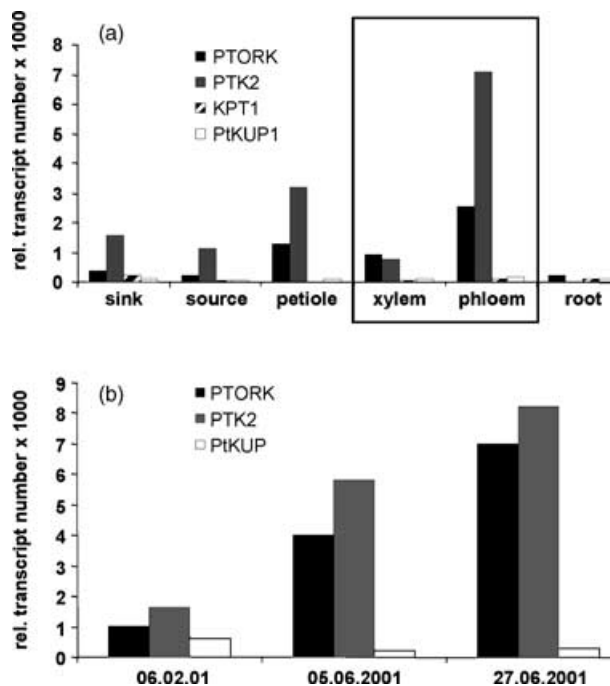 (a)
PTORK
PTK2
KPT1
PtKUP1
rel. transcript number x 1000
8
7
6
5
4
3
2
1
0
sink source petiole xylem phloem root
(b)
PTORK
PTK2
PtKUP
rel. transcript number x 1000
9
8
7
6
5
4
3
2
1
0
06.02.01 05.06.2001 27.06.2001